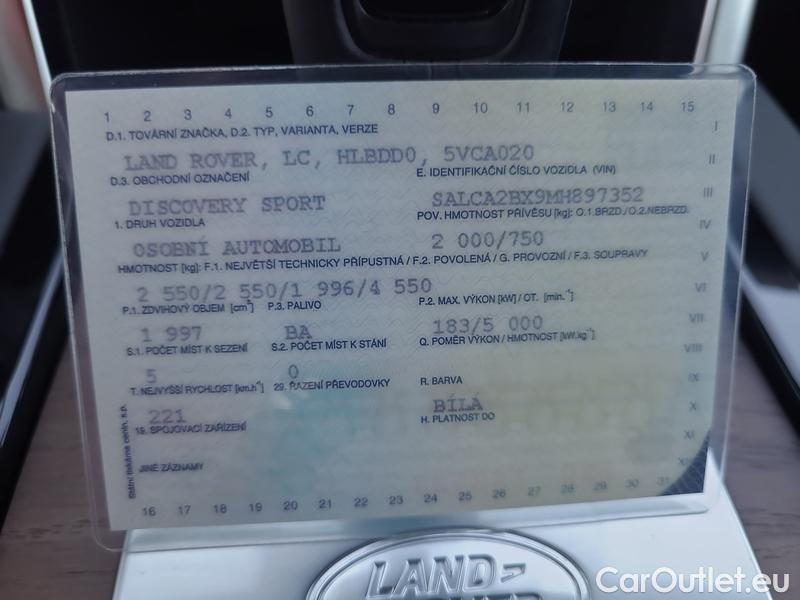 1 2 3 4 5 6 7 8 9 10 11 12 13 14 15
D.1. TOVÁRNÍ ZNAČKA, D.2. TYP, VARIANTA, VERZE I
LAND ROVER, LC, HLBDD0, 5VCA020 II
D.3. OBCHODNÍ OZNAČENÍ E. IDENTIFIKAČNÍ ČÍSLO VOZIDLA (VIN)
DISCOVERY SPORT SALCA2BX9MH897352 III
1. DRUH VOZIDLA POV. HMOTNOST PŘÍVĚSU [kg]: O.1.BRZD./O.2.NEBRZD.
OSOBNÍ AUTOMOBIL 2 000/750 IV
HMOTNOST [kg]: F.1. NEJVĚTŠÍ TECHNICKY PŘÍPUSTNÁ / F.2. POVOLENÁ / G. PROVOZNÍ / F.3. SOUPRAVY V
2 550/2 550/1 996/4 550 VI
P.1. ZDVIHOVÝ OBJEM [cm³] P.3. PALIVO P.2. MAX. VÝKON [kW] / OT. [min.⁻¹]
1 997 BA 183/5 000 VII
S.1. POČET MÍST K SEZENÍ S.2. POČET MÍST K STÁNÍ Q. POMĚR VÝKON / HMOTNOST [kW.kg⁻¹] VIII
5 0
T. NEJVYŠŠÍ RYCHLOST [km.h⁻¹] 29. ŘAZENÍ PŘEVODOVKY R. BARVA IX
221 BÍLÁ X
19. SPOJOVACÍ ZAŘÍZENÍ H. PLATNOST DO
XI
JINÉ ZÁZNAMY
Státní tiskárna cenin, s.p.
16 17 18 19 20 21 22 23 24 25 26 27 28 29 30 31
LAND
ROVER
CarOutlet.eu